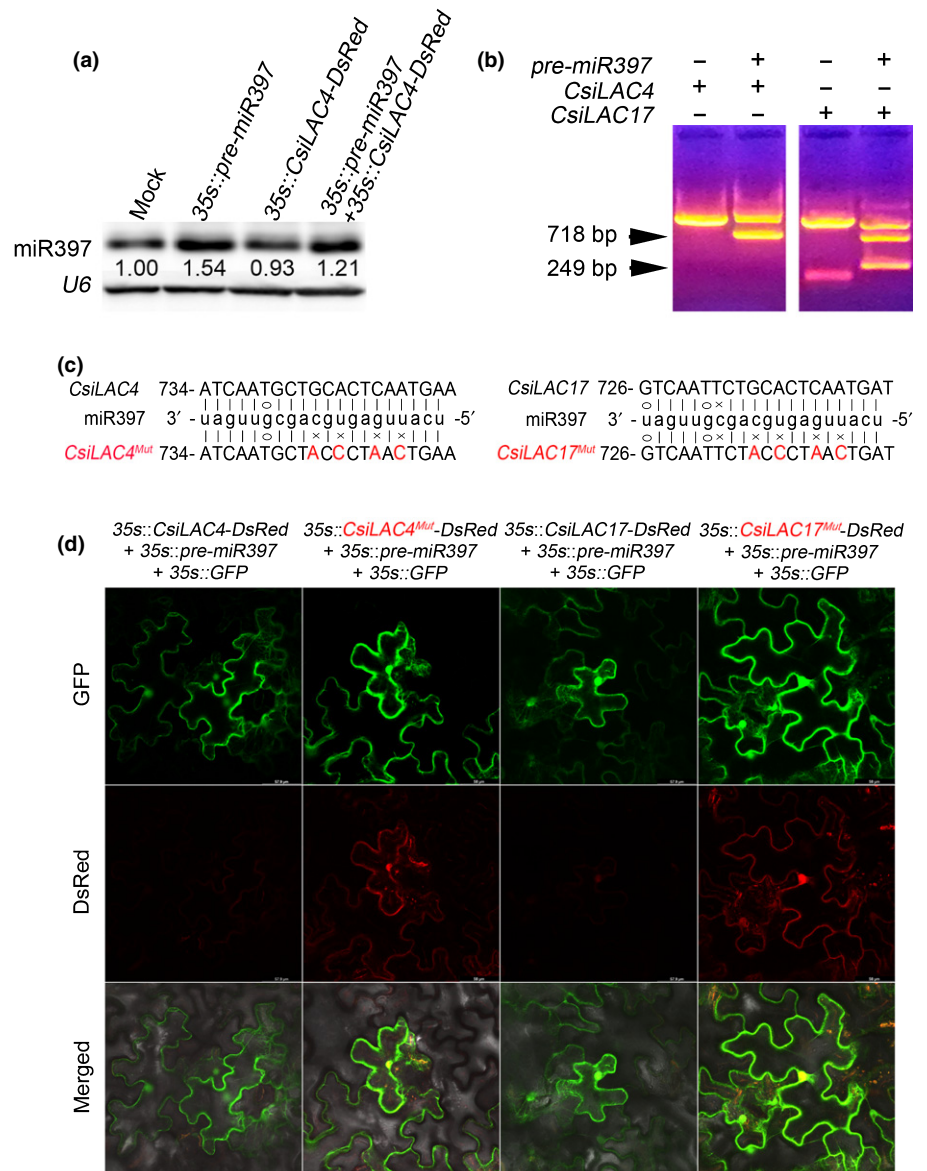 (a)
Mock
35s::pre-miR397
35s::CsiLAC4-DsRed
35s::pre-miR397
+35s::CsiLAC4-DsRed
miR397
1.00 1.54 0.93 1.21
U6
(b)
pre-miR397 – + – +
CsiLAC4 + + – –
CsiLAC17 – – + +
718 bp
249 bp
(c)
CsiLAC4 734- ATCAATGCTGCACTCAATGAA
miR397 3′ - uaguugcgacgugaguuacu -5′
CsiLAC4Mut 734- ATCAATGCTACCCTAACTGAA
CsiLAC17 726- GTCAATTCTGCACTCAATGAT
miR397 3′ - uaguugcgacgugaguuacu -5′
CsiLAC17Mut 726- GTCAATTCTACCCTAACTGAT
(d)
35s::CsiLAC4-DsRed
+ 35s::pre-miR397
+ 35s::GFP
35s::CsiLAC4Mut-DsRed
+ 35s::pre-miR397
+ 35s::GFP
35s::CsiLAC17-DsRed
+ 35s::pre-miR397
+ 35s::GFP
35s::CsiLAC17Mut-DsRed
+ 35s::pre-miR397
+ 35s::GFP
GFP
DsRed
Merged